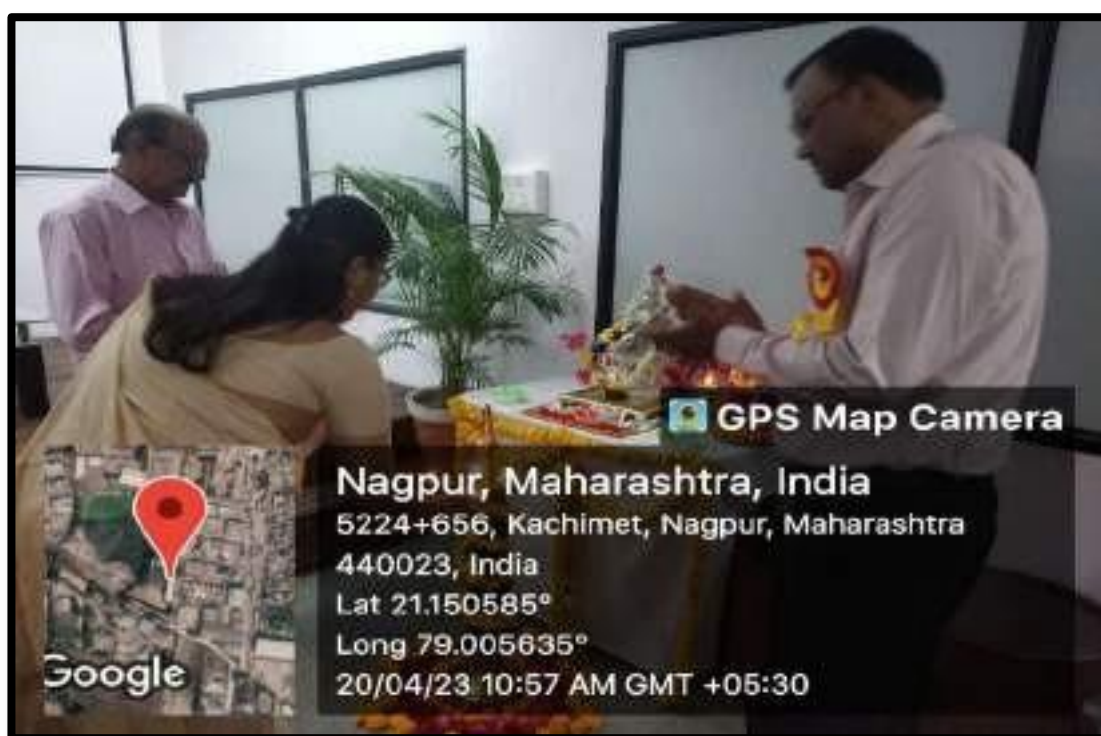 GPS Map Camera
Nagpur, Maharashtra, India
5224+656, Kachimet, Nagpur, Maharashtra
440023, India
Lat 21.150585°
Long 79.005635°
20/04/23 10:57 AM GMT +05:30
Google